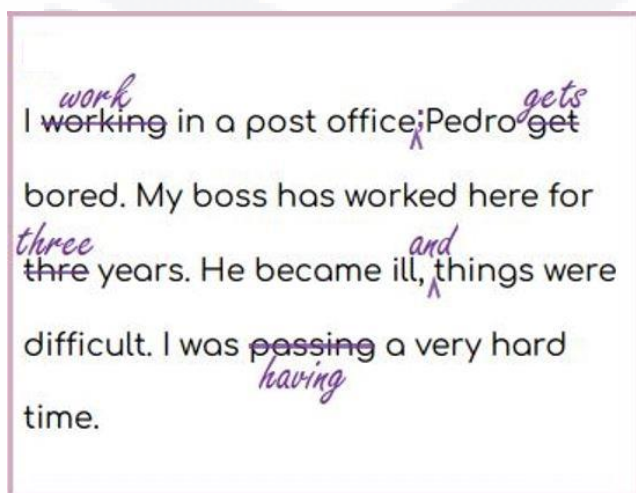 work gets
I working in a post office; Pedro get
bored. My boss has worked here for
three and
thre years. He became ill, things were
difficult. I was passing a very hard
having
time.